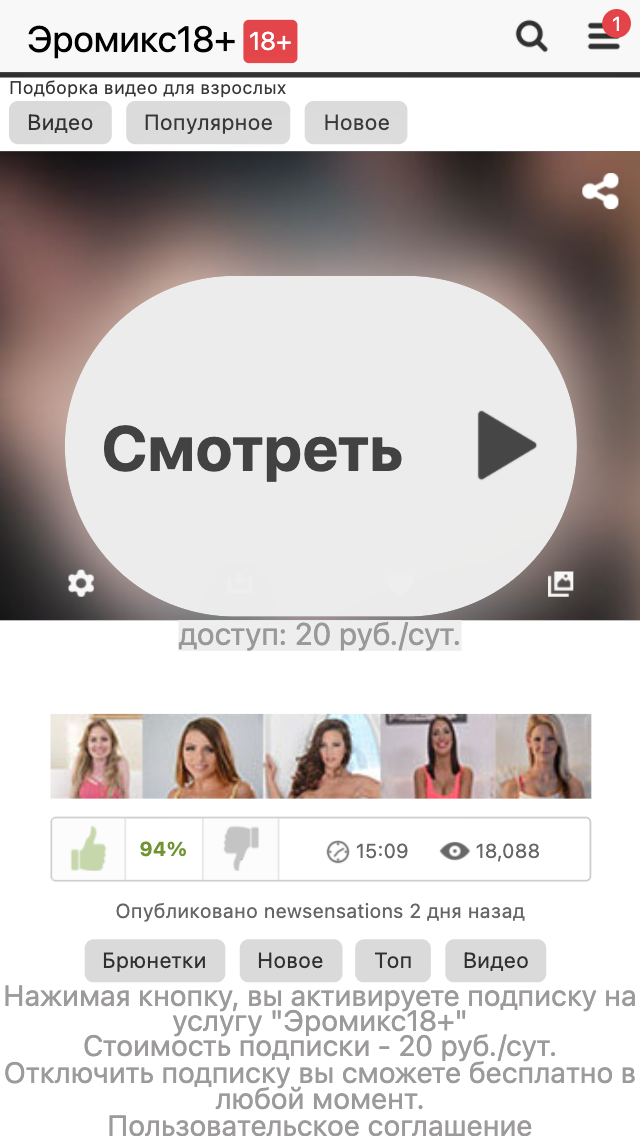 Эромикс18+ 18+
1
Подборка видео для взрослых
Видео Популярное Новое
Смотреть
доступ: 20 руб./сут.
94% 15:09 18,088
Опубликовано newsensations 2 дня назад
Брюнетки Новое Топ Видео
Нажимая кнопку, вы активируете подписку на
услугу "Эромикс18+"
Стоимость подписки - 20 руб./сут.
Отключить подписку вы сможете бесплатно в
любой момент.
Пользовательское соглашение